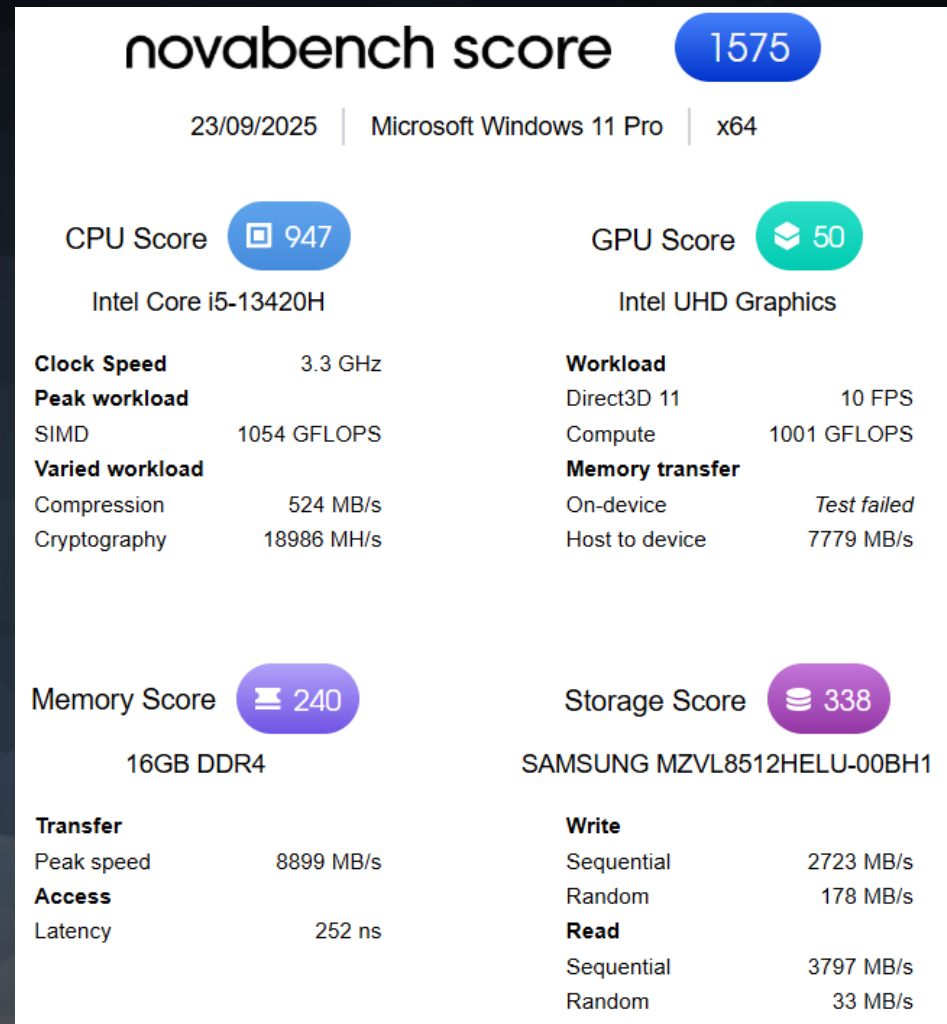 novabench score 1575
23/09/2025 Microsoft Windows 11 Pro x64
CPU Score 947
Intel Core i5-13420H
Clock Speed 3.3 GHz
Peak workload
SIMD 1054 GFLOPS
Varied workload
Compression 524 MB/s
Cryptography 18986 MH/s
GPU Score 50
Intel UHD Graphics
Workload
Direct3D 11 10 FPS
Compute 1001 GFLOPS
Memory transfer
On-device Test failed
Host to device 7779 MB/s
Memory Score 240
16GB DDR4
Transfer
Peak speed 8899 MB/s
Access
Latency 252 ns
Storage Score 338
SAMSUNG MZVL8512HELU-00BH1
Write
Sequential 2723 MB/s
Random 178 MB/s
Read
Sequential 3797 MB/s
Random 33 MB/s